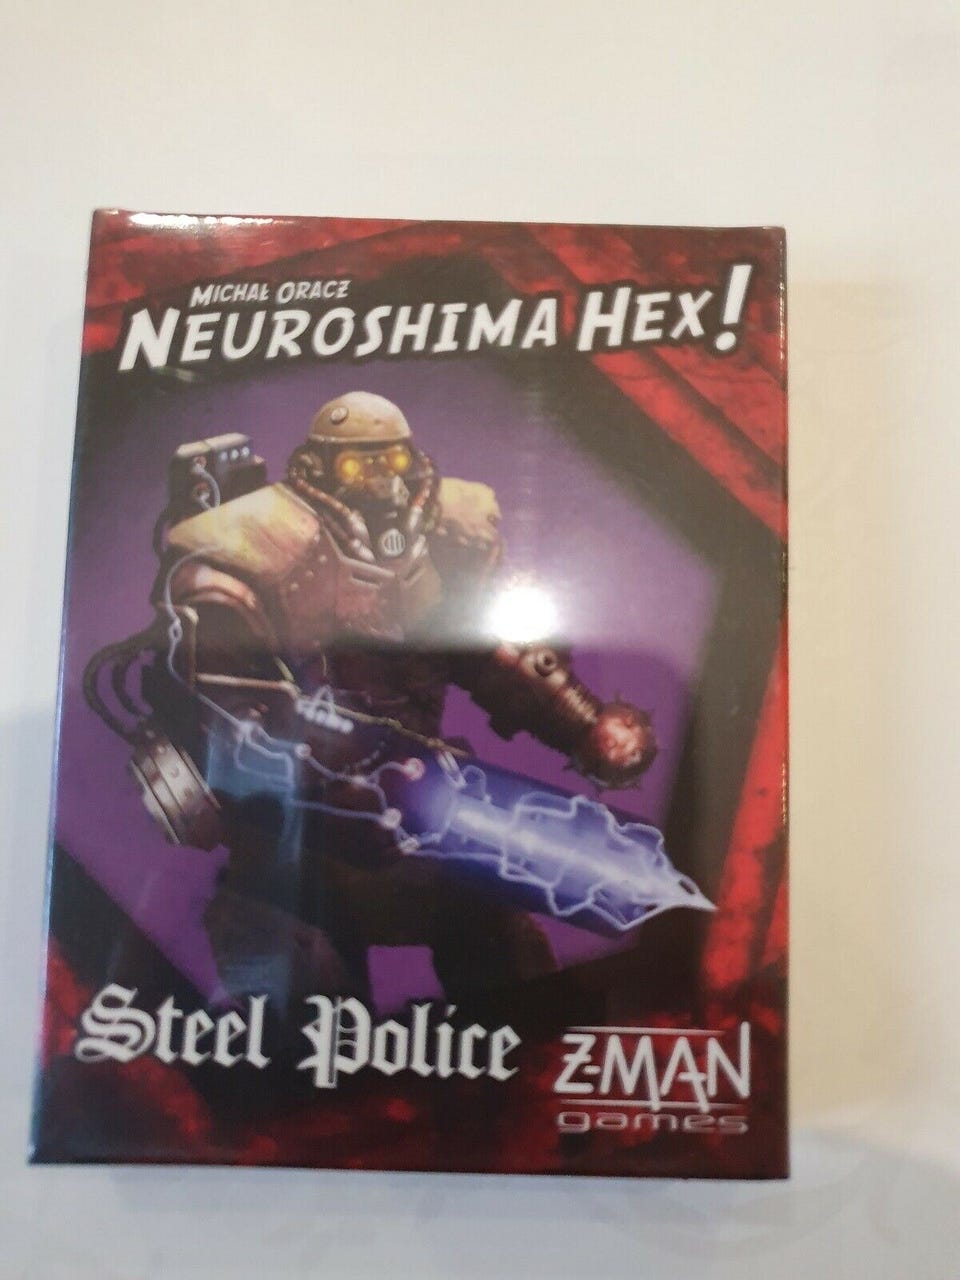 MICHAŁ ORACZ
NEUROSHIMA HEX!
Steel Police
Z-MAN
games